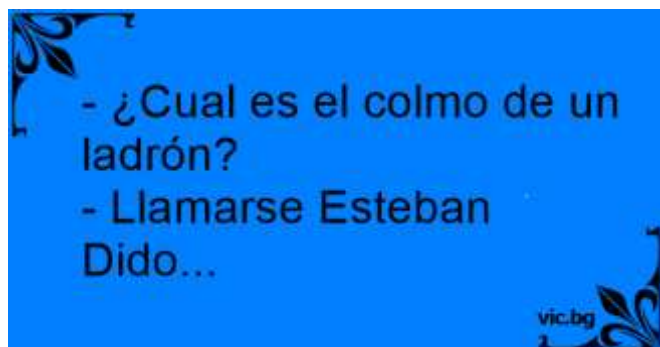 - ¿Cual es el colmo de un
ladrón?
- Llamarse Esteban
Dido...
vic.bg